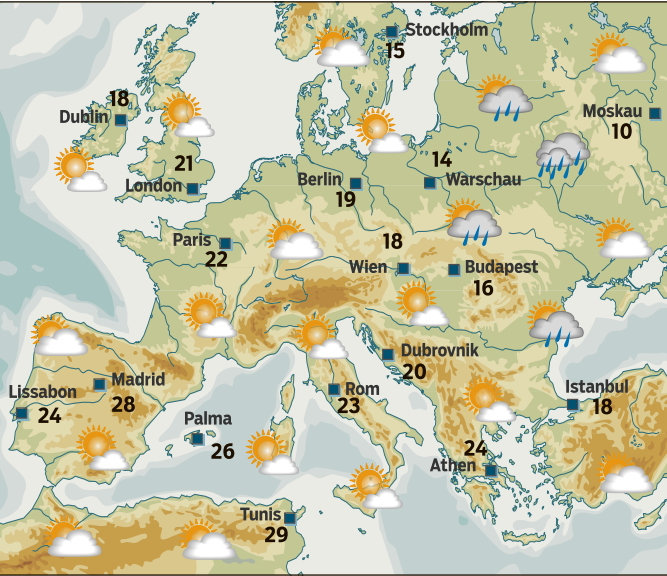 Stockholm
15
18
Dublin
Moskau
10
21
London
14
Berlin
Warschau
19
Paris
22
18
Wien
Budapest
16
Dubrovnik
20
Madrid
28
Lissabon
24
Rom
23
Istanbul
18
Palma
26
24
Athen
Tunis
29